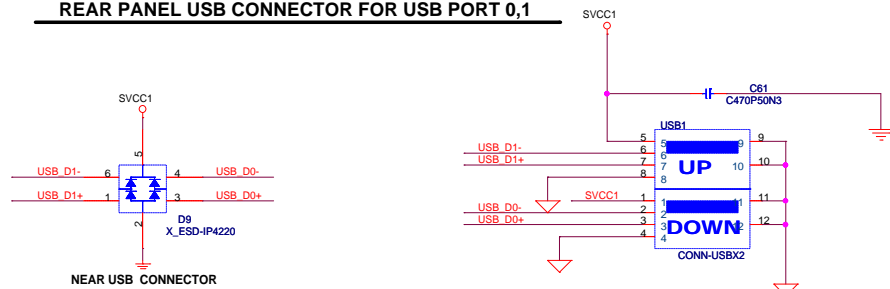 REAR PANEL USB CONNECTOR FOR USB PORT 0,1
SVCC1
C61
C470P50N3
SVCC1
5
USB_D1- 6 4 USB_D0-
USB_D1+ 1 3 USB_D0+
2
D9
X_ESD-IP4220
NEAR USB CONNECTOR
USB1
5 5 9 9
USB_D1- 6 6
USB_D1+ 7 7 UP 10 10
8 8
SVCC1 1 1 11 11
USB_D0- 2 2
USB_D0+ 3 3 DOWN 12
4 4
CONN-USBX2